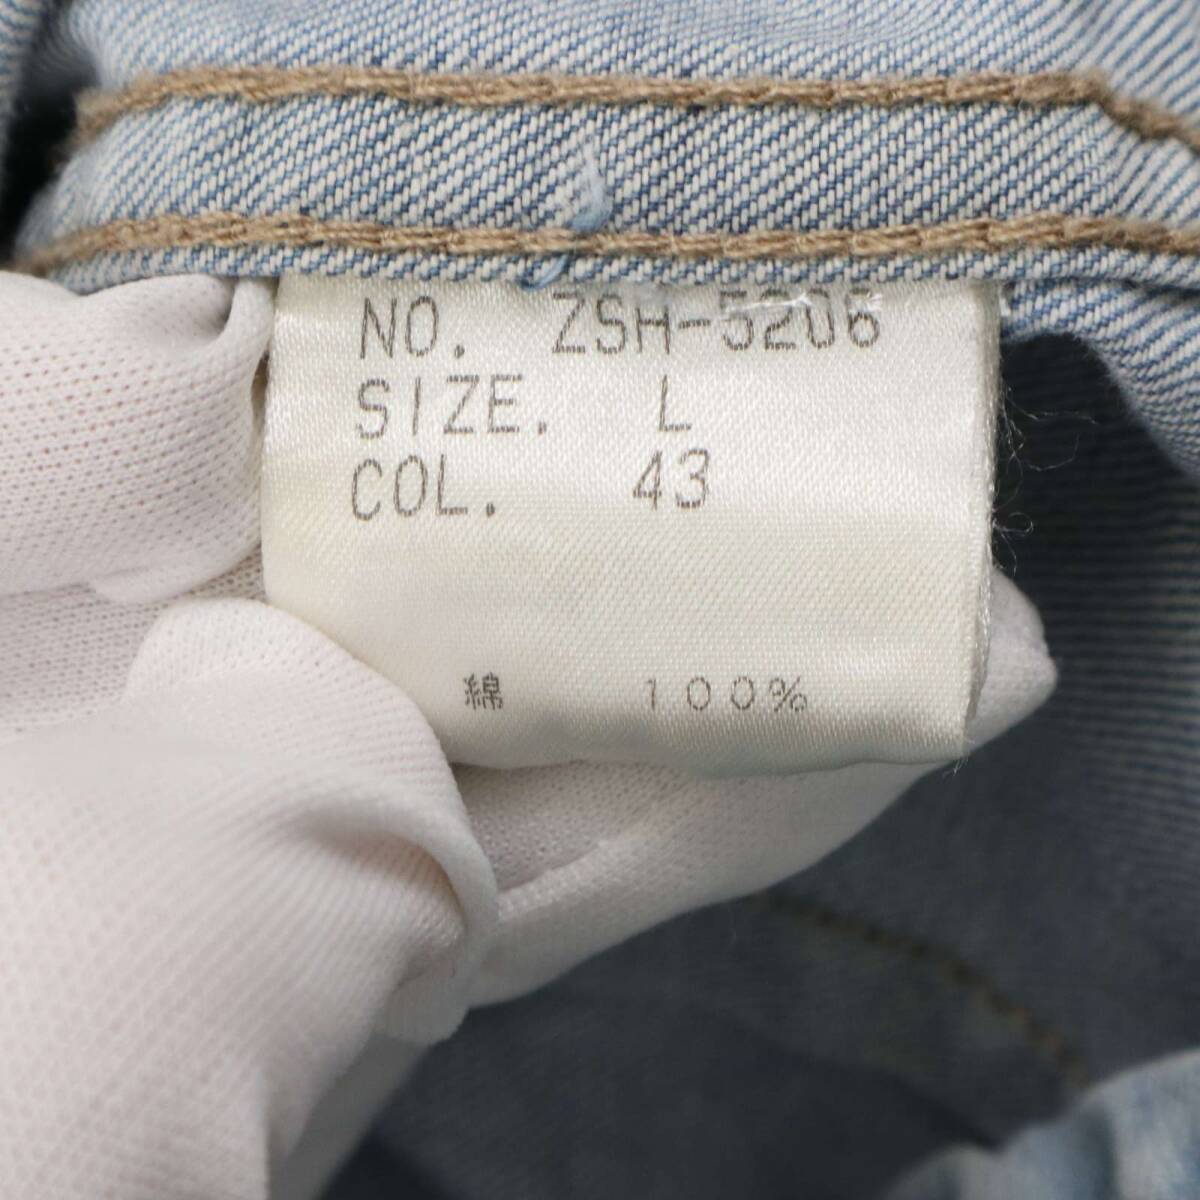 NO. ZSH-5206
SIZE. L
COL. 43
綿 100%